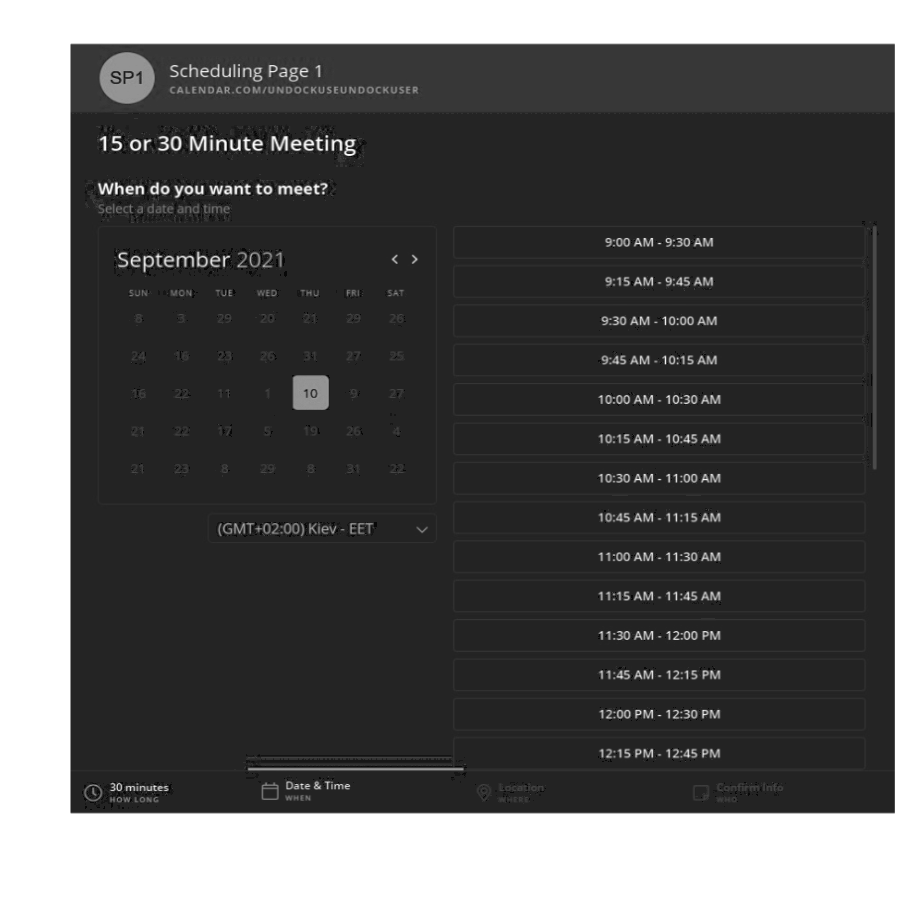 SP1
Scheduling Page 1
CALENDAR.COM/UNDOCKUSEUNDOCKUSER
15 or 30 Minute Meeting
When do you want to meet?
Select a date and time
September 2021
< >
SUN MON TUE WED THU FRI SAT
8 3 29 20 21 29 26
24 16 23 26 31 27 25
16 22 11 1 10 9 27
21 22 17 5 19 26 4
21 23 8 29 8 31 22
(GMT+02:00) Kiev - EET
9:00 AM - 9:30 AM
9:15 AM - 9:45 AM
9:30 AM - 10:00 AM
9:45 AM - 10:15 AM
10:00 AM - 10:30 AM
10:15 AM - 10:45 AM
10:30 AM - 11:00 AM
10:45 AM - 11:15 AM
11:00 AM - 11:30 AM
11:15 AM - 11:45 AM
11:30 AM - 12:00 PM
11:45 AM - 12:15 PM
12:00 PM - 12:30 PM
12:15 PM - 12:45 PM
30 minutes
HOW LONG
Date & Time
WHEN
Location
WHERE
Confirm Info
WHO